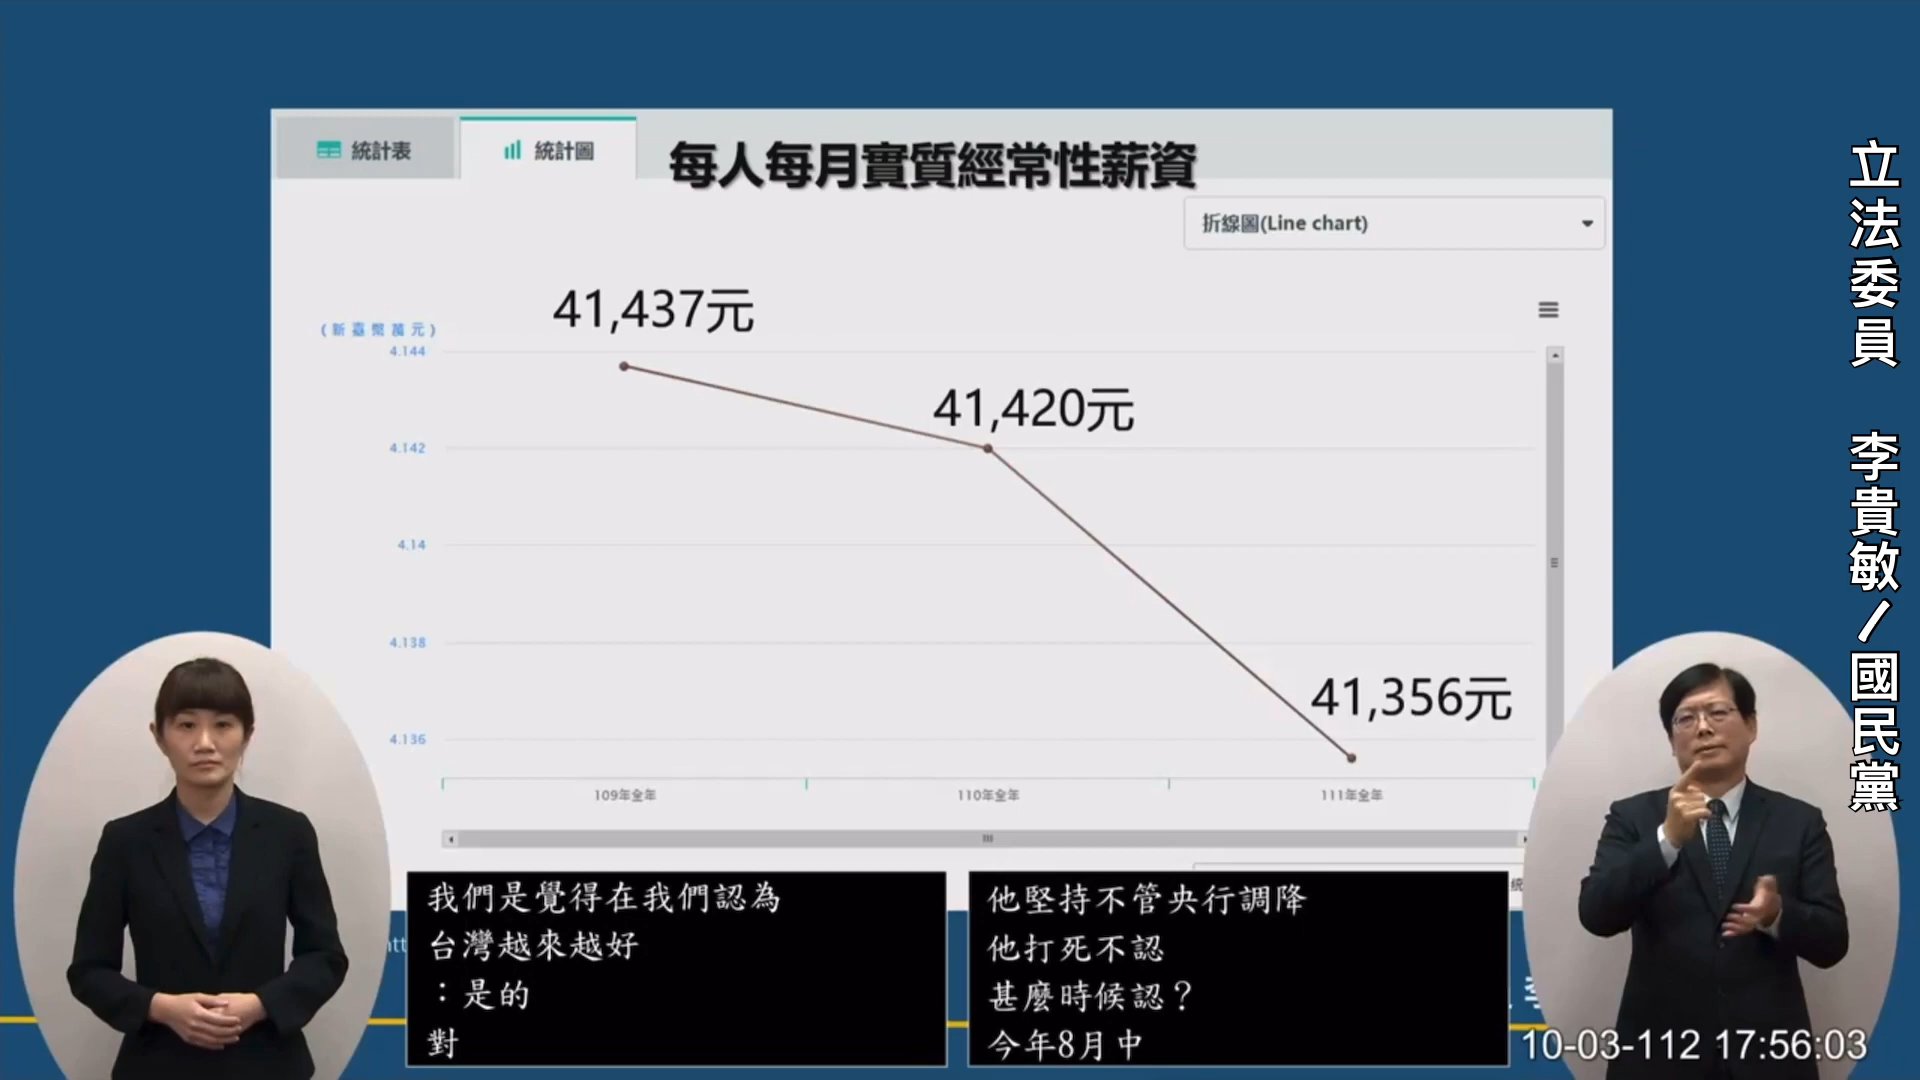 統計表
統計圖
每人每月實質經常性薪資
折線圖(Line chart)
(新臺幣萬元)
41,437元
41,420元
41,356元
4.144
4.142
4.14
4.138
4.136
109年全年
110年全年
111年全年
統
立法委員 李貴敏/國民黨
我們是覺得在我們認為
台灣越來越好
：是的
對
他堅持不管央行調降
他打死不認
甚麼時候認？
今年8月中
10-03-112 17:56:03